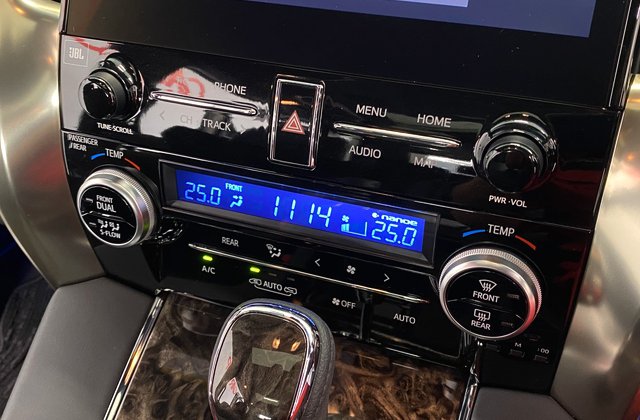 JBL
PHONE
MENU
HOME
CH
TRACK
TUNE·SCROLL
AUDIO
MAP
PWR·VOL
PASSENGER
/REAR
TEMP
25.0
FRONT
11:14
nanoe
25.0
TEMP
FRONT
DUAL
S-FLOW
REAR
A/C
AUTO
OFF
AUTO
FRONT
REAR